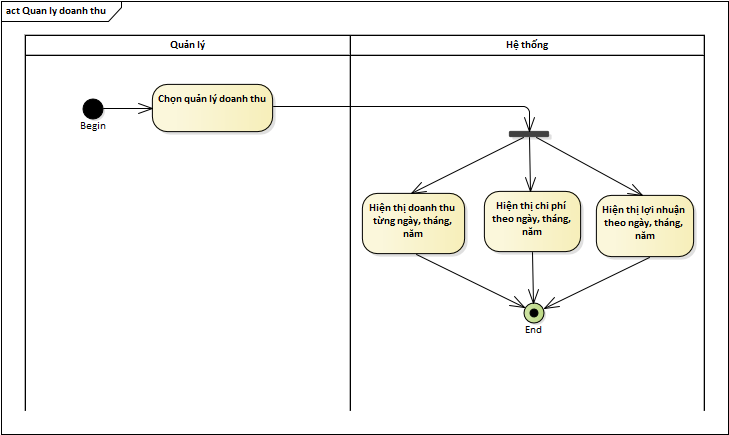 act Quan ly doanh thu
Quản lý
Hệ thống
Chọn quản lý doanh thu
Begin
Hiện thị doanh thu
từng ngày, tháng,
năm
Hiện thị chi phí
theo ngày, tháng,
năm
Hiện thị lợi nhuận
theo ngày, tháng,
năm
End